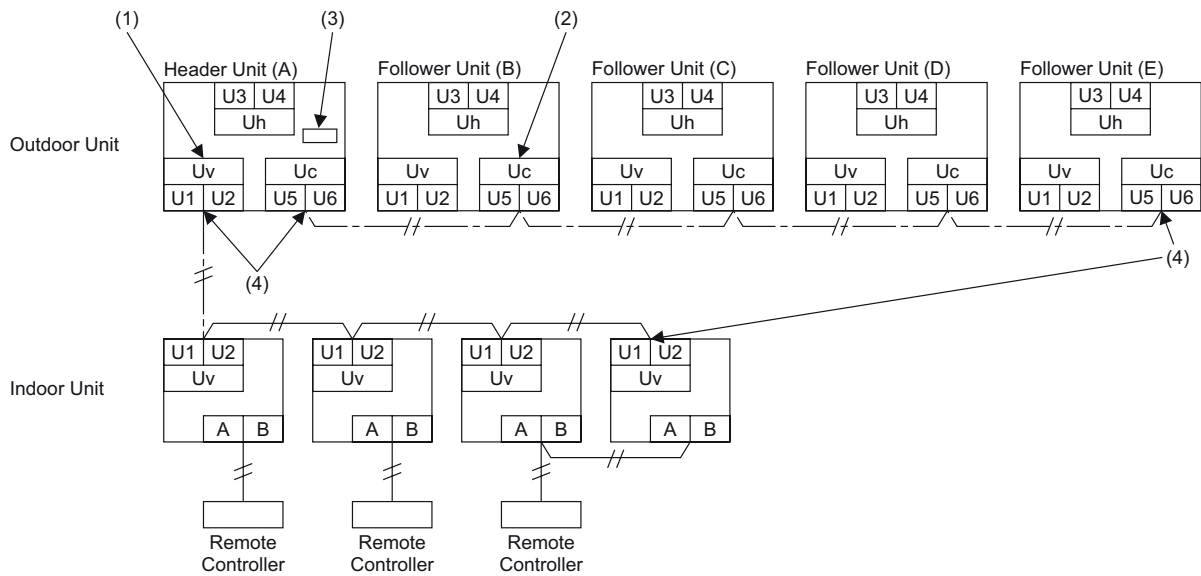 (1) (3) (2)
Header Unit (A) Follower Unit (B) Follower Unit (C) Follower Unit (D) Follower Unit (E)
U3 U4 U3 U4 U3 U4 U3 U4 U3 U4
Uh Uh Uh Uh Uh
Outdoor Unit
Uv Uc Uv Uc Uv Uc Uv Uc Uv Uc
U1 U2 U5 U6 U1 U2 U5 U6 U1 U2 U5 U6 U1 U2 U5 U6 U1 U2 U5 U6
(4) (4)
U1 U2 U1 U2 U1 U2 U1 U2
Uv Uv Uv Uv
Indoor Unit
A B A B A B A B
Remote Remote Remote
Controller Controller Controller